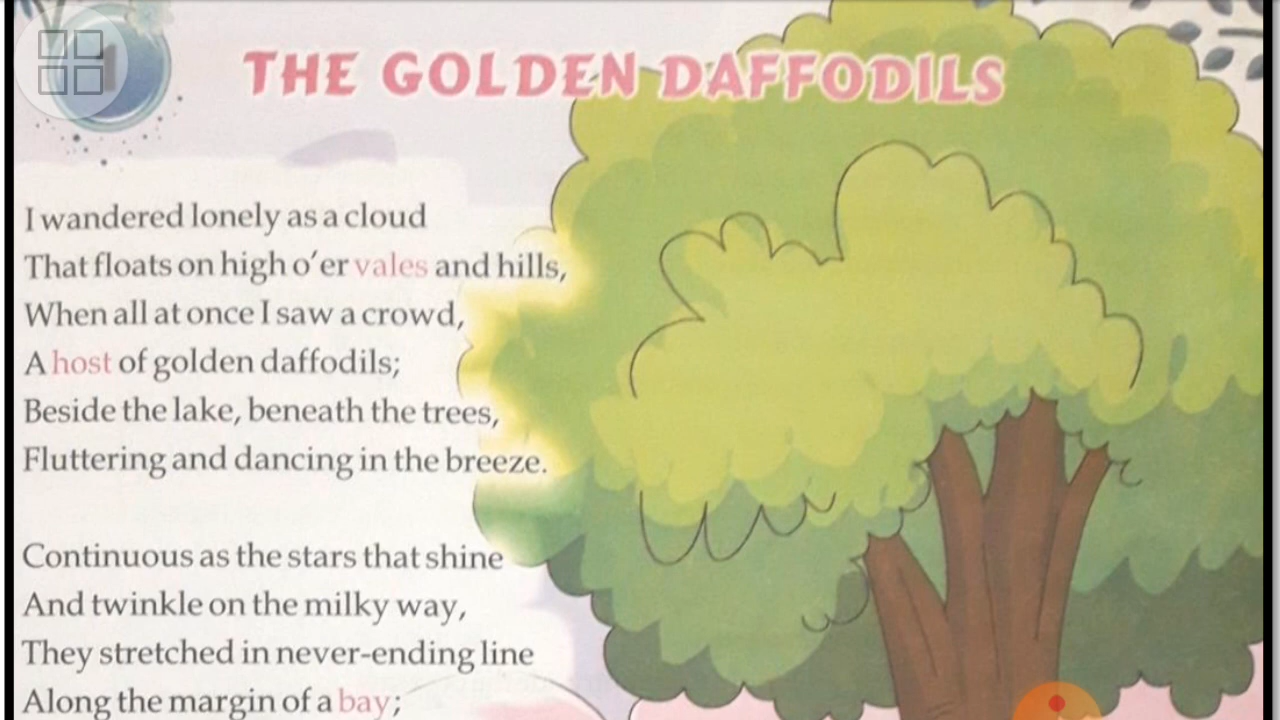 1
THE GOLDEN DAFFODILS
I wandered lonely as a cloud
That floats on high o'er vales and hills,
When all at once I saw a crowd,
A host of golden daffodils;
Beside the lake, beneath the trees,
Fluttering and dancing in the breeze.
Continuous as the stars that shine
And twinkle on the milky way,
They stretched in never-ending line
Along the margin of a bay;